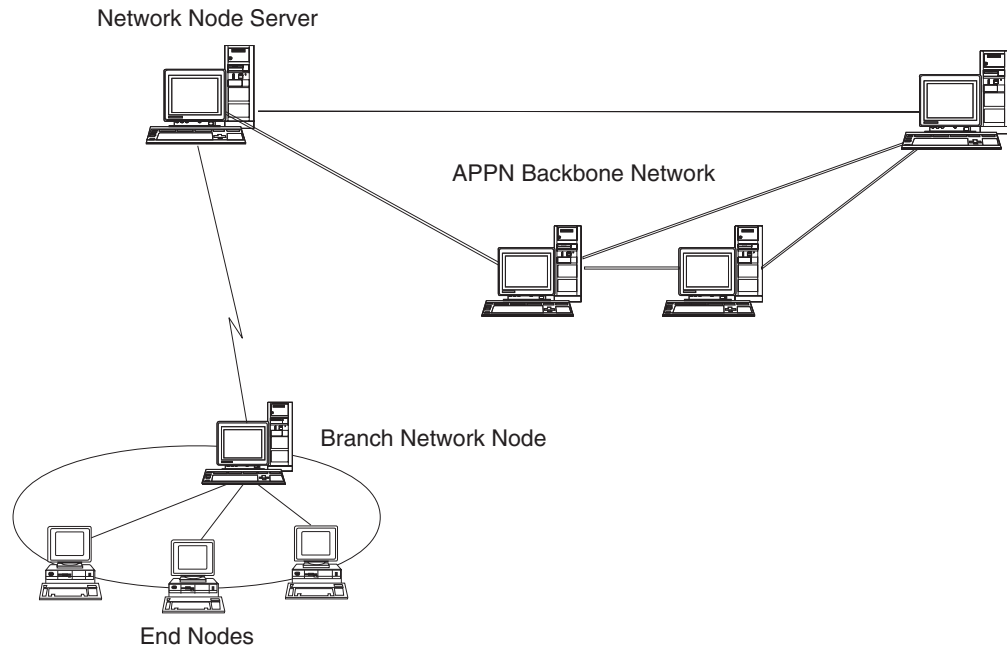 Network Node Server
APPN Backbone Network
Branch Network Node
End Nodes